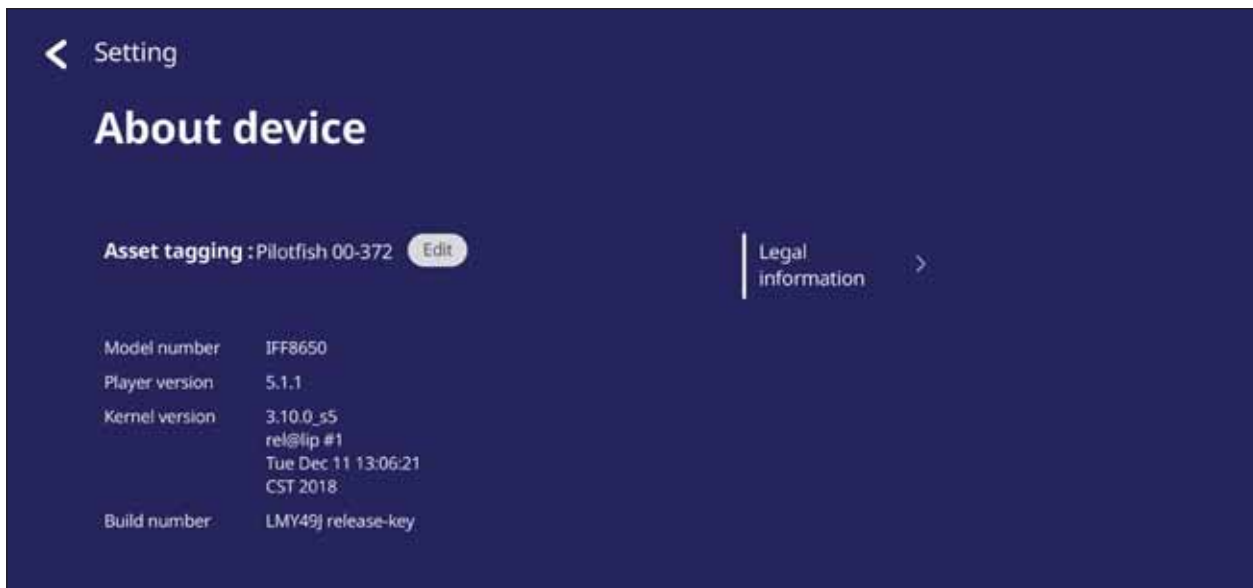 Setting
About device
Asset tagging : Pilotfish 00-372 Edit
Legal
information
Model number IFF8650
Player version 5.1.1
Kernel version 3.10.0_s5
rel@lip #1
Tue Dec 11 13:06:21
CST 2018
Build number LMY49J release-key